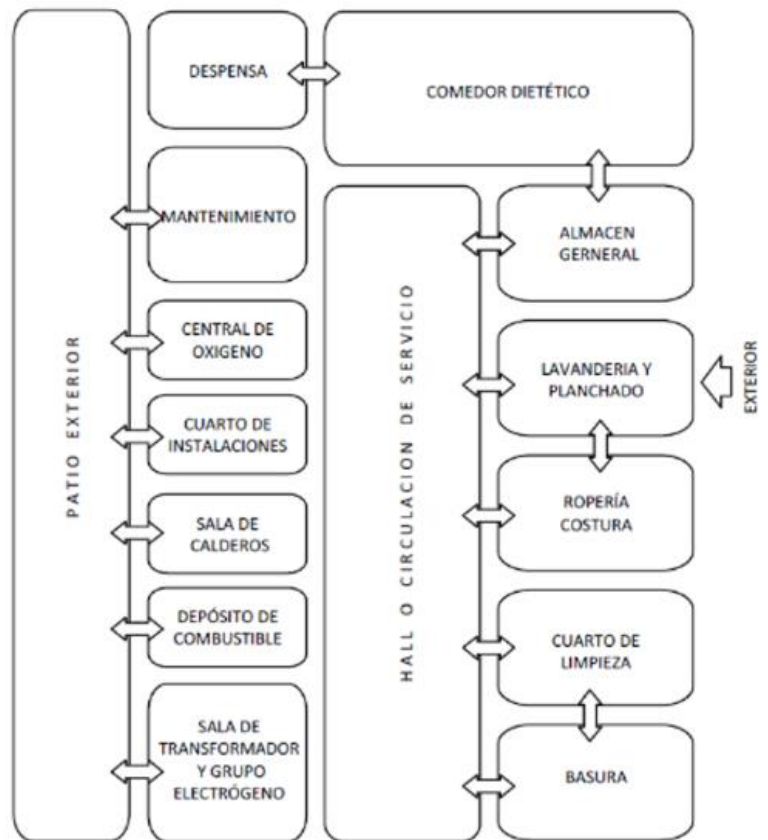 DESPENSA
COMEDOR DIETÉTICO
MANTENIMIENTO
ALMACEN
GERNERAL
CENTRAL DE
OXIGENO
PATIO EXTERIOR
HALL O CIRCULACION DE SERVICIO
LAVANDERIA Y
PLANCHADO
EXTERIOR
CUARTO DE
INSTALACIONES
ROPERÍA
COSTURA
SALA DE
CALDEROS
DEPÓSITO DE
COMBUSTIBLE
CUARTO DE
LIMPIEZA
SALA DE
TRANSFORMADOR
Y GRUPO
ELECTRÓGENO
BASURA